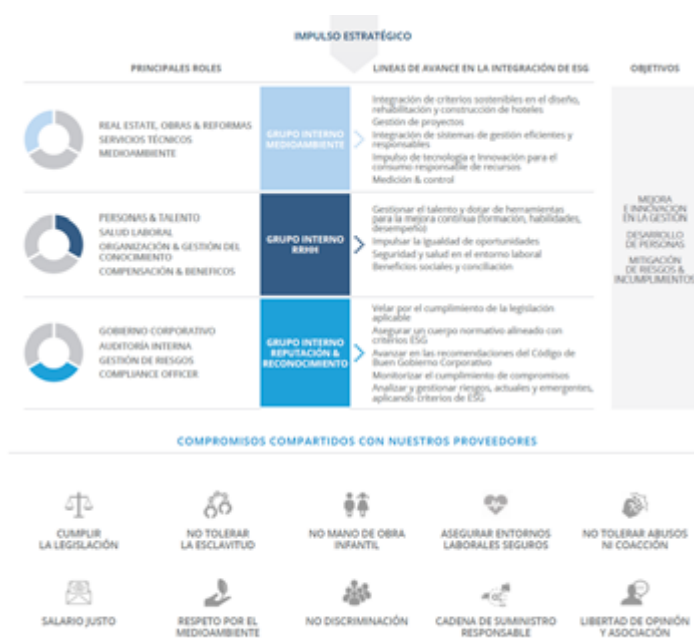 IMPULSO ESTRATÉGICO
PRINCIPALES ROLES
LINEAS DE AVANCE EN LA INTEGRACIÓN DE ESG
OBJETIVOS
REAL ESTATE, OBRAS & REFORMAS
SERVICIOS TÉCNICOS
MEDIOAMBIENTE
GRUPO INTERNO
MEDIOAMBIENTE
Integración de criterios sostenibles en el diseño,
rehabilitación y construcción de hoteles
Gestión de proyectos
Integración de sistemas de gestión eficientes y
responsables
Impulso de tecnología e Innovación para el
consumo responsable de recursos
Medición & control
PERSONAS & TALENTO
SALUD LABORAL
ORGANIZACIÓN & GESTIÓN DEL
CONOCIMIENTO
COMPENSACIÓN & BENEFICOS
GRUPO INTERNO
RRHH
Gestionar el talento y dotar de herramientas
para la mejora contínua (formación, habilidades,
desempeño)
Impulsar la igualdad de oportunidades
Seguridad y salud en el entorno laboral
Beneficios sociales y conciliación
GOBIERNO CORPORATIVO
AUDITORÍA INTERNA
GESTIÓN DE RIESGOS
COMPLIANCE OFFICER
GRUPO INTERNO
REPUTACIÓN &
RECONOCIMIENTO
Velar por el cumplimiento de la legislación
aplicable
Asegurar un cuerpo normativo alineado con
criterios ESG
Avanzar en las recomendaciones del Código de
Buen Gobierno Corporativo
Monitorizar el cumplimiento de compromisos
Analizar y gestionar riesgos, actuales y emergentes,
aplicando criterios de ESG
MEJORA
E INNOVACION
EN LA GESTIÓN
DESARROLLO
DE PERSONAS
MITIGACIÓN
DE RIESGOS &
INCUMPLIMIENTOS
COMPROMISOS COMPARTIDOS CON NUESTROS PROVEEDORES
CUMPLIR
LA LEGISLACIÓN
NO TOLERAR
LA ESCLAVITUD
NO MANO DE OBRA
INFANTIL
ASEGURAR ENTORNOS
LABORALES SEGUROS
NO TOLERAR ABUSOS
NI COACCIÓN
SALARIO JUSTO
RESPETO POR EL
MEDIOAMBIENTE
NO DISCRIMINACIÓN
CADENA DE SUMINISTRO
RESPONSABLE
LIBERTAD DE OPINIÓN
Y ASOCIACIÓN